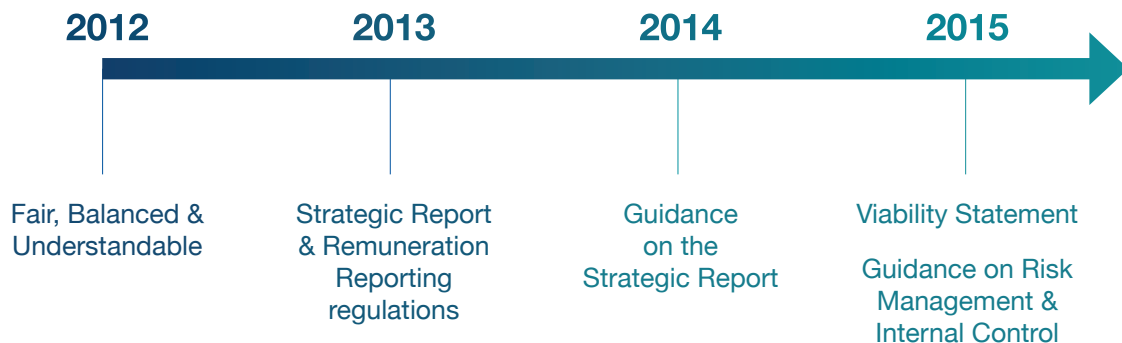 2012
2013
2014
2015
Fair, Balanced &
Understandable
Strategic Report
& Remuneration
Reporting
regulations
Guidance
on the
Strategic Report
Viability Statement
Guidance on Risk
Management &
Internal Control